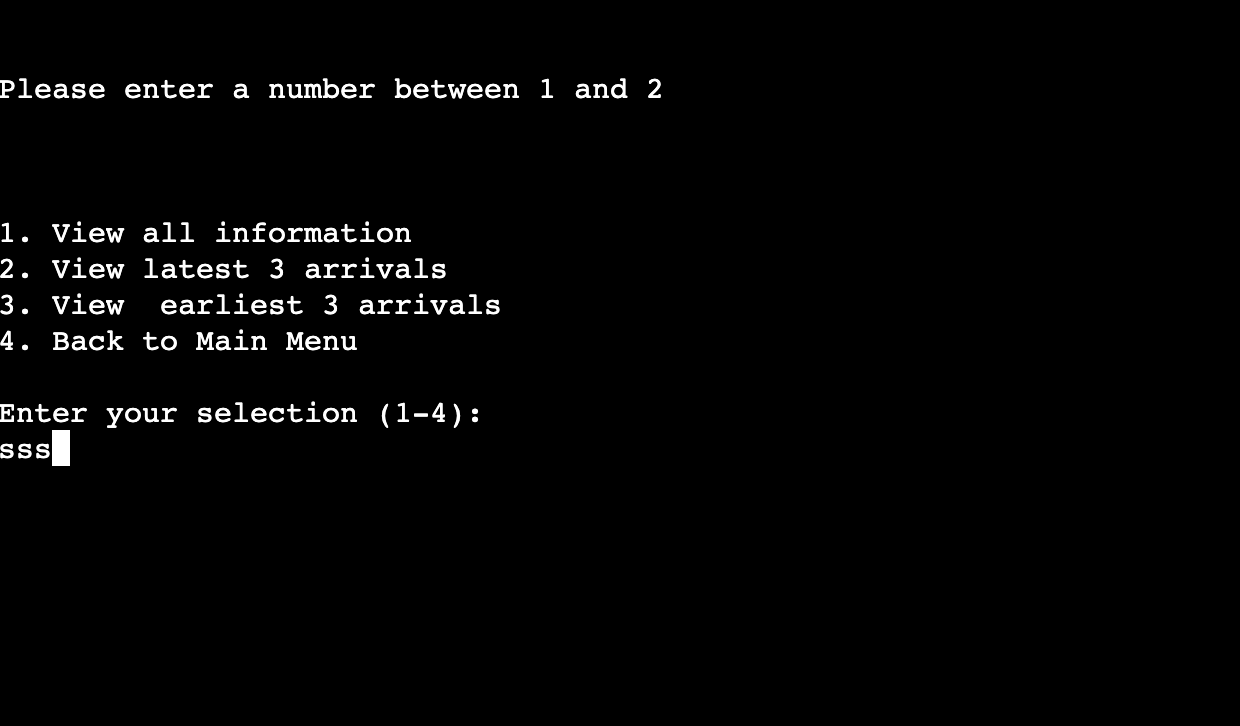 Please enter a number between 1 and 2
1. View all information
2. View latest 3 arrivals
3. View  earliest 3 arrivals
4. Back to Main Menu
Enter your selection (1-4):
sss